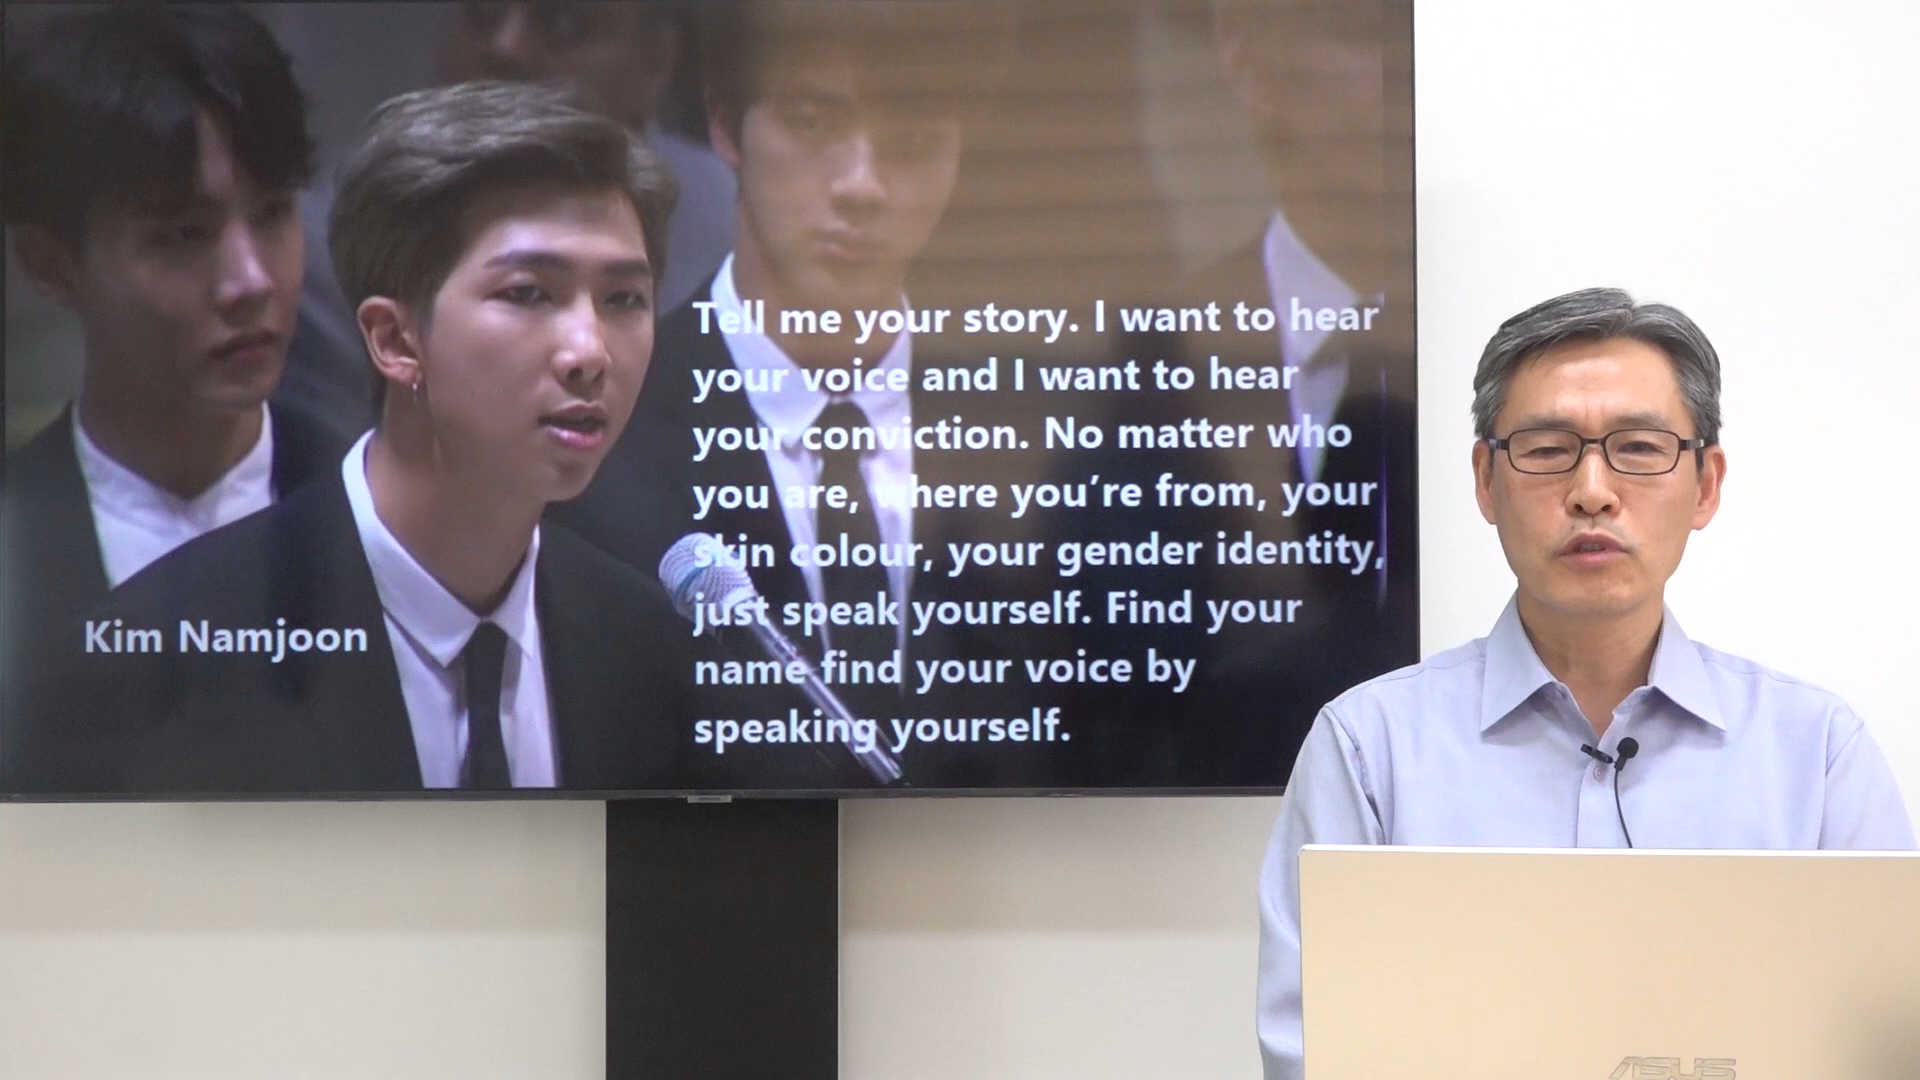 Tell me your story. I want to hear
your voice and I want to hear
your conviction. No matter who
you are, where you’re from, your
skin colour, your gender identity,
just speak yourself. Find your
name find your voice by
speaking yourself.
Kim Namjoon
ASUS